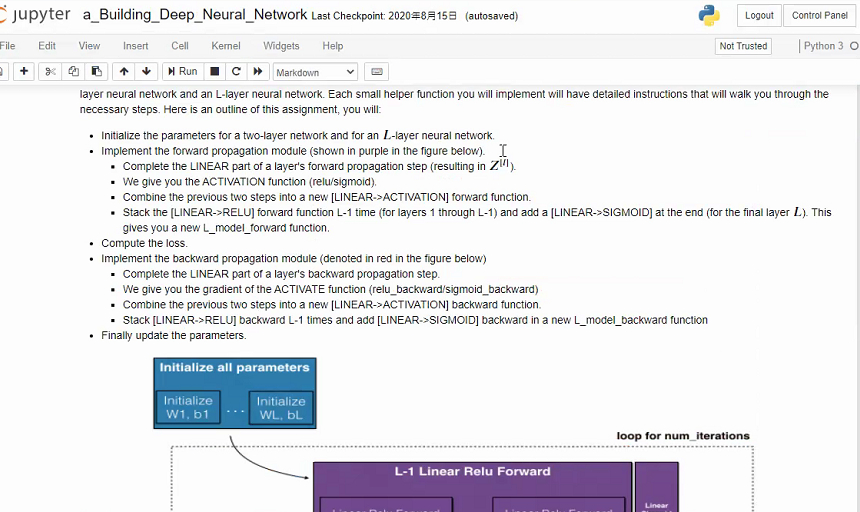 jupyter a_Building_Deep_Neural_Network Last Checkpoint: 2020年8月15日 (autosaved) Logout Control Panel
File Edit View Insert Cell Kernel Widgets Help Not Trusted Python 3
Run Markdown
layer neural network and an L-layer neural network. Each small helper function you will implement will have detailed instructions that will walk you through the
necessary steps. Here is an outline of this assignment, you will:
• Initialize the parameters for a two-layer network and for an L-layer neural network.
• Implement the forward propagation module (shown in purple in the figure below).
▪ Complete the LINEAR part of a layer's forward propagation step (resulting in Z[l]).
▪ We give you the ACTIVATION function (relu/sigmoid).
▪ Combine the previous two steps into a new [LINEAR->ACTIVATION] forward function.
▪ Stack the [LINEAR->RELU] forward function L-1 time (for layers 1 through L-1) and add a [LINEAR->SIGMOID] at the end (for the final layer L). This
gives you a new L_model_forward function.
• Compute the loss.
• Implement the backward propagation module (denoted in red in the figure below)
▪ Complete the LINEAR part of a layer's backward propagation step.
▪ We give you the gradient of the ACTIVATE function (relu_backward/sigmoid_backward)
▪ Combine the previous two steps into a new [LINEAR->ACTIVATION] backward function.
▪ Stack [LINEAR->RELU] backward L-1 times and add [LINEAR->SIGMOID] backward in a new L_model_backward function
• Finally update the parameters.
Initialize all parameters
Initialize ... Initialize
W1, b1 WL, bL
loop for num_iterations
L-1 Linear Relu Forward
Linear
Linear Relu Forward Linear Relu Forward